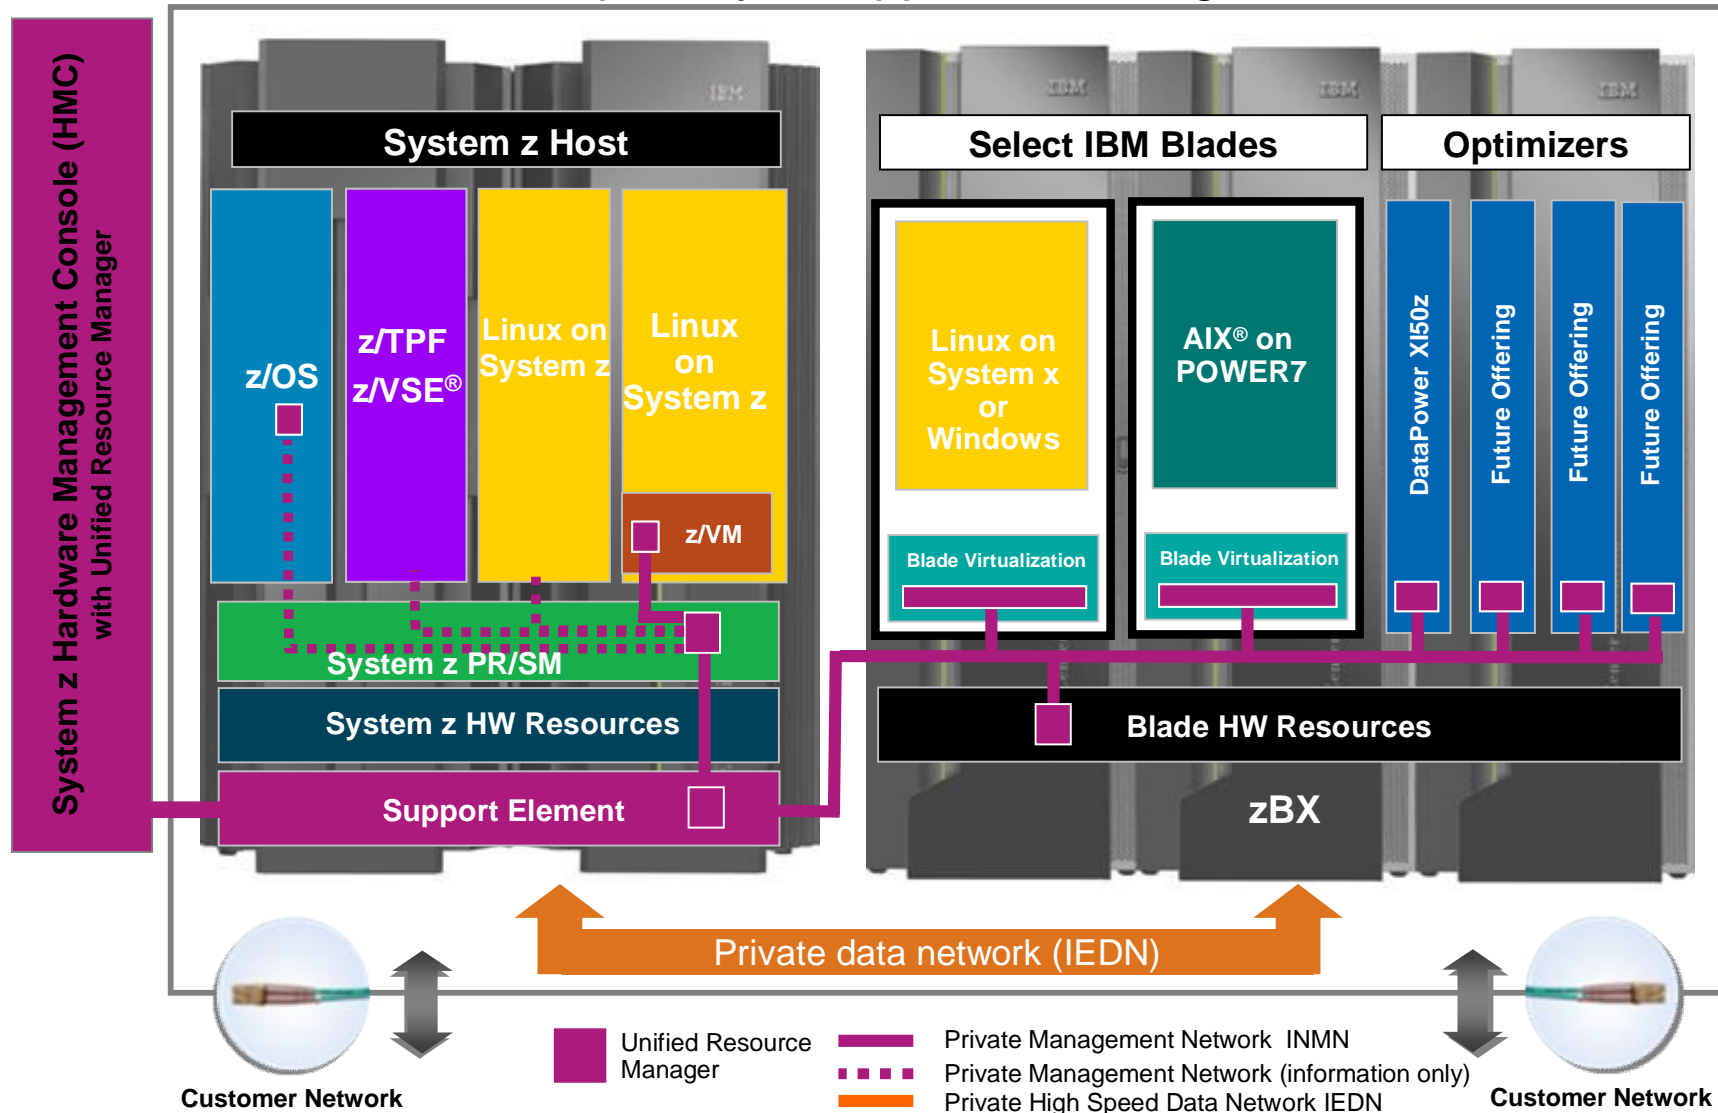 System z Hardware Management Console (HMC)
with Unified Resource Manager
IBM
IBM
IBM
IBM
System z Host
Select IBM Blades
Optimizers
z/OS
z/TPF
z/VSE®
Linux on
System z
Linux
on
System z
z/VM
Linux on
System x
or
Windows
AIX® on
POWER7
DataPower XI50z
Future Offering
Future Offering
Future Offering
Blade Virtualization
Blade Virtualization
System z PR/SM
System z HW Resources
Blade HW Resources
Support Element
zBX
Private data network (IEDN)
Unified Resource
Manager
Private Management Network INMN
Private Management Network (information only)
Private High Speed Data Network IEDN
Customer Network
Customer Network